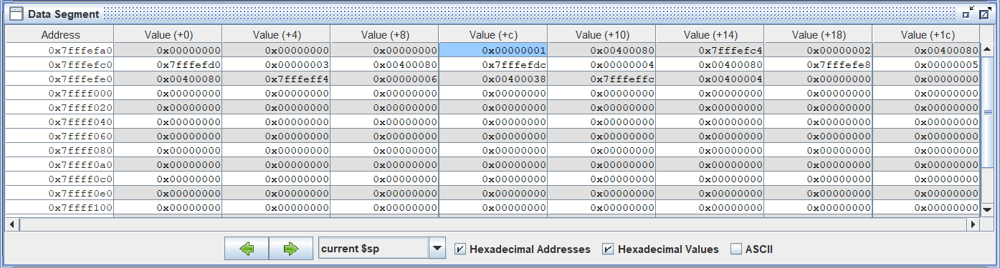 Data Segment
Address Value (+0) Value (+4) Value (+8) Value (+c) Value (+10) Value (+14) Value (+18) Value (+1c)
0x7fffefa0 0x00000000 0x00000000 0x00000000 0x00000001 0x00400080 0x7fffefc4 0x00000002 0x00400080
0x7fffefc0 0x7fffefd0 0x00000003 0x00400080 0x7fffefdc 0x00000004 0x00400080 0x7fffefe8 0x00000005
0x7fffefe0 0x00400080 0x7fffeff4 0x00000006 0x00400038 0x7fffeffc 0x00400004 0x00000000 0x00000000
0x7ffff000 0x00000000 0x00000000 0x00000000 0x00000000 0x00000000 0x00000000 0x00000000 0x00000000
0x7ffff020 0x00000000 0x00000000 0x00000000 0x00000000 0x00000000 0x00000000 0x00000000 0x00000000
0x7ffff040 0x00000000 0x00000000 0x00000000 0x00000000 0x00000000 0x00000000 0x00000000 0x00000000
0x7ffff060 0x00000000 0x00000000 0x00000000 0x00000000 0x00000000 0x00000000 0x00000000 0x00000000
0x7ffff080 0x00000000 0x00000000 0x00000000 0x00000000 0x00000000 0x00000000 0x00000000 0x00000000
0x7ffff0a0 0x00000000 0x00000000 0x00000000 0x00000000 0x00000000 0x00000000 0x00000000 0x00000000
0x7ffff0c0 0x00000000 0x00000000 0x00000000 0x00000000 0x00000000 0x00000000 0x00000000 0x00000000
0x7ffff0e0 0x00000000 0x00000000 0x00000000 0x00000000 0x00000000 0x00000000 0x00000000 0x00000000
0x7ffff100 0x00000000 0x00000000 0x00000000 0x00000000 0x00000000 0x00000000 0x00000000 0x00000000
current $sp Hexadecimal Addresses Hexadecimal Values ASCII